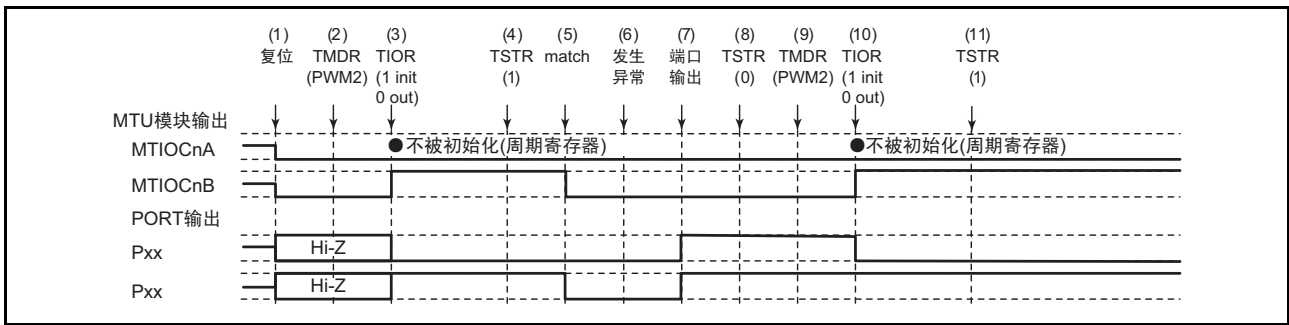 (1) (2) (3) (4) (5) (6) (7) (8) (9) (10) (11)
复位 TMDR TIOR TSTR match 发生 端口 TSTR TMDR TIOR TSTR
(PWM2) (1 init (1) 异常 输出 (0) (PWM2) (1 init (1)
0 out) 0 out)
MTU模块输出
MTIOCnA ●不被初始化(周期寄存器) ●不被初始化(周期寄存器)
MTIOCnB
PORT输出
Pxx Hi-Z
Pxx Hi-Z